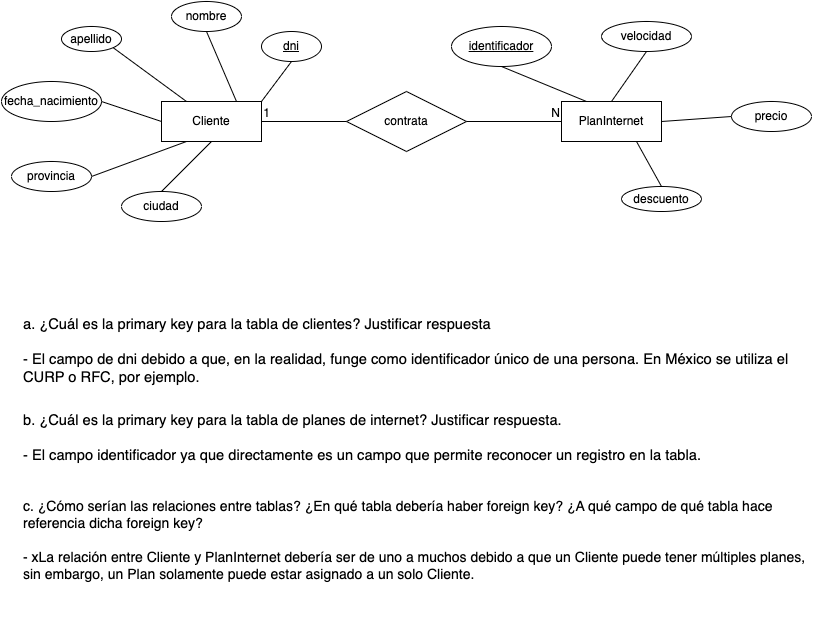 nombre
apellido
dni
identificador
velocidad
fecha_nacimiento
Cliente
1
contrata
N
PlanInternet
precio
provincia
ciudad
descuento
a. ¿Cuál es la primary key para la tabla de clientes? Justificar respuesta
- El campo de dni debido a que, en la realidad, funge como identificador único de una persona. En México se utiliza el
CURP o RFC, por ejemplo.
b. ¿Cuál es la primary key para la tabla de planes de internet? Justificar respuesta.
- El campo identificador ya que directamente es un campo que permite reconocer un registro en la tabla.
c. ¿Cómo serían las relaciones entre tablas? ¿En qué tabla debería haber foreign key? ¿A qué campo de qué tabla hace
referencia dicha foreign key?
- xLa relación entre Cliente y PlanInternet debería ser de uno a muchos debido a que un Cliente puede tener múltiples planes,
sin embargo, un Plan solamente puede estar asignado a un solo Cliente.